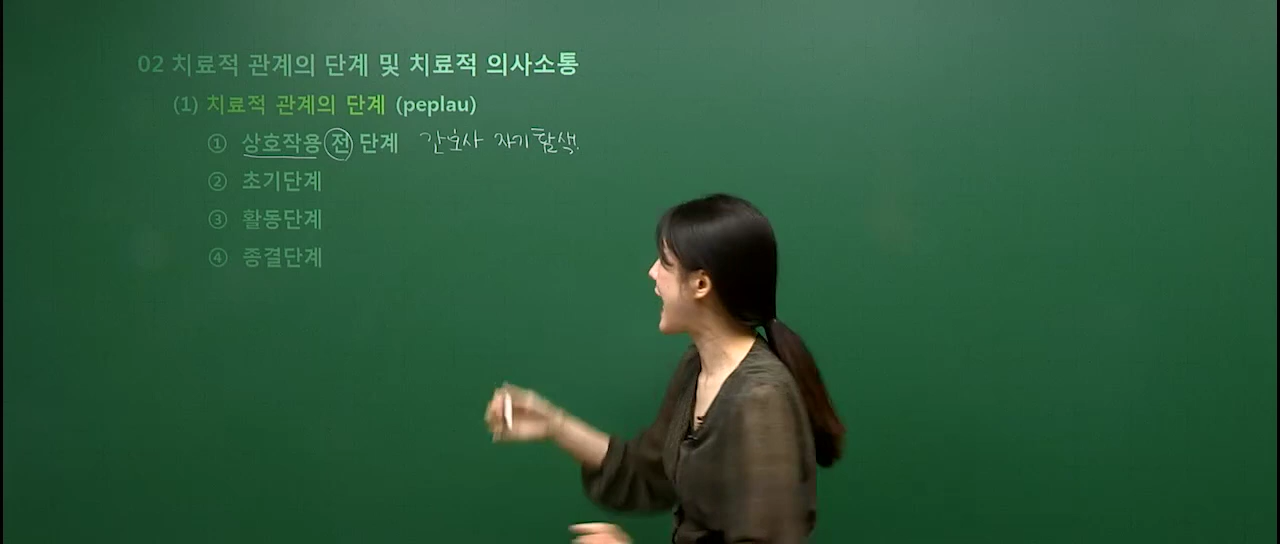 02 치료적 관계의 단계 및 치료적 의사소통
(1) 치료적 관계의 단계 (peplau)
① 상호작용 전 단계 간호사 자기탐색.
② 초기단계
③ 활동단계
④ 종결단계